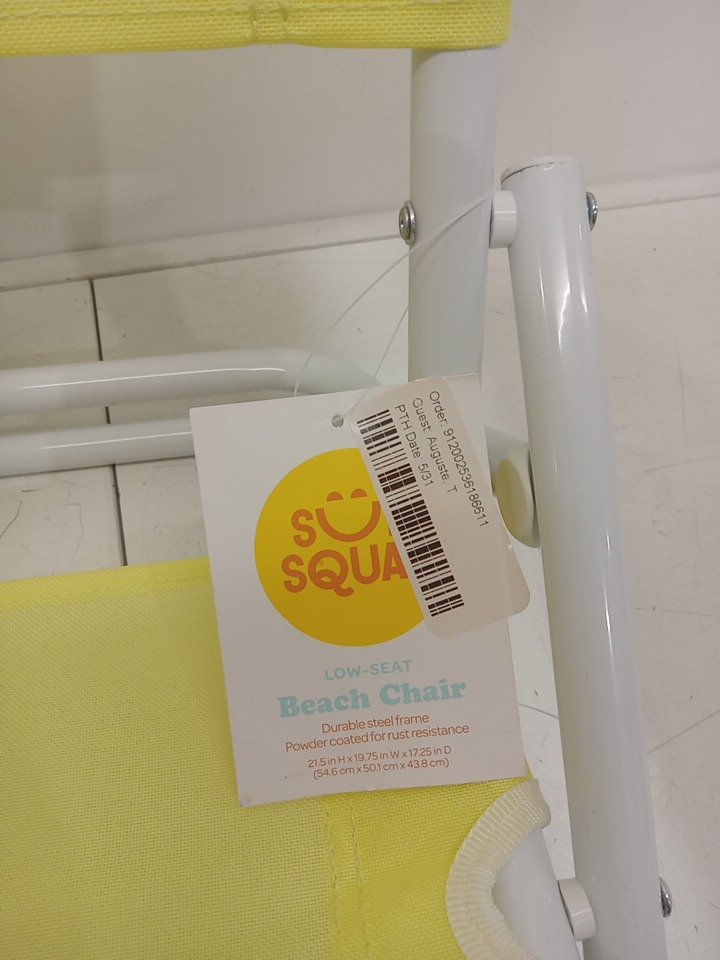 Order: 912002536186611
Guest: Auguste, T
PTH Date: 5/31
SU
SQUA
LOW-SEAT
Beach Chair
Durable steel frame
Powder coated for rust resistance
21.5 in H x 19.75 in W x 17.25 in D
(54.6 cm x 50.1 cm x 43.8 cm)